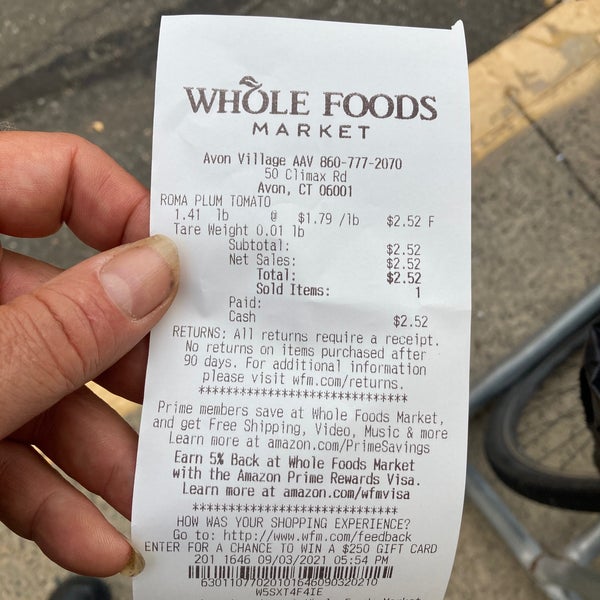 WHOLE FOODS
MARKET
Avon Village AAV 860-777-2070
50 Climax Rd
Avon, CT 06001
ROMA PLUM TOMATO
1.41 lb @ $1.79 /lb $2.52 F
Tare Weight 0.01 lb
Subtotal: $2.52
Net Sales: $2.52
Total: $2.52
Sold Items: 1
Paid:
Cash $2.52
RETURNS: All returns require a receipt.
No returns on items purchased after
90 days. For additional information
please visit wfm.com/returns.
******************************
Prime members save at Whole Foods Market,
and get Free Shipping, Video, Music & more
Learn more at amazon.com/PrimeSavings
Earn 5% Back at Whole Foods Market
with the Amazon Prime Rewards Visa.
Learn more at amazon.com/wfmvisa
******************************
HOW WAS YOUR SHOPPING EXPERIENCE?
Go to: http://www.wfm.com/feedback
ENTER FOR A CHANCE TO WIN A $250 GIFT CARD
201 1646 09/03/2021 05:54 PM
63011077020101646090320210
W5SXT4F4IE